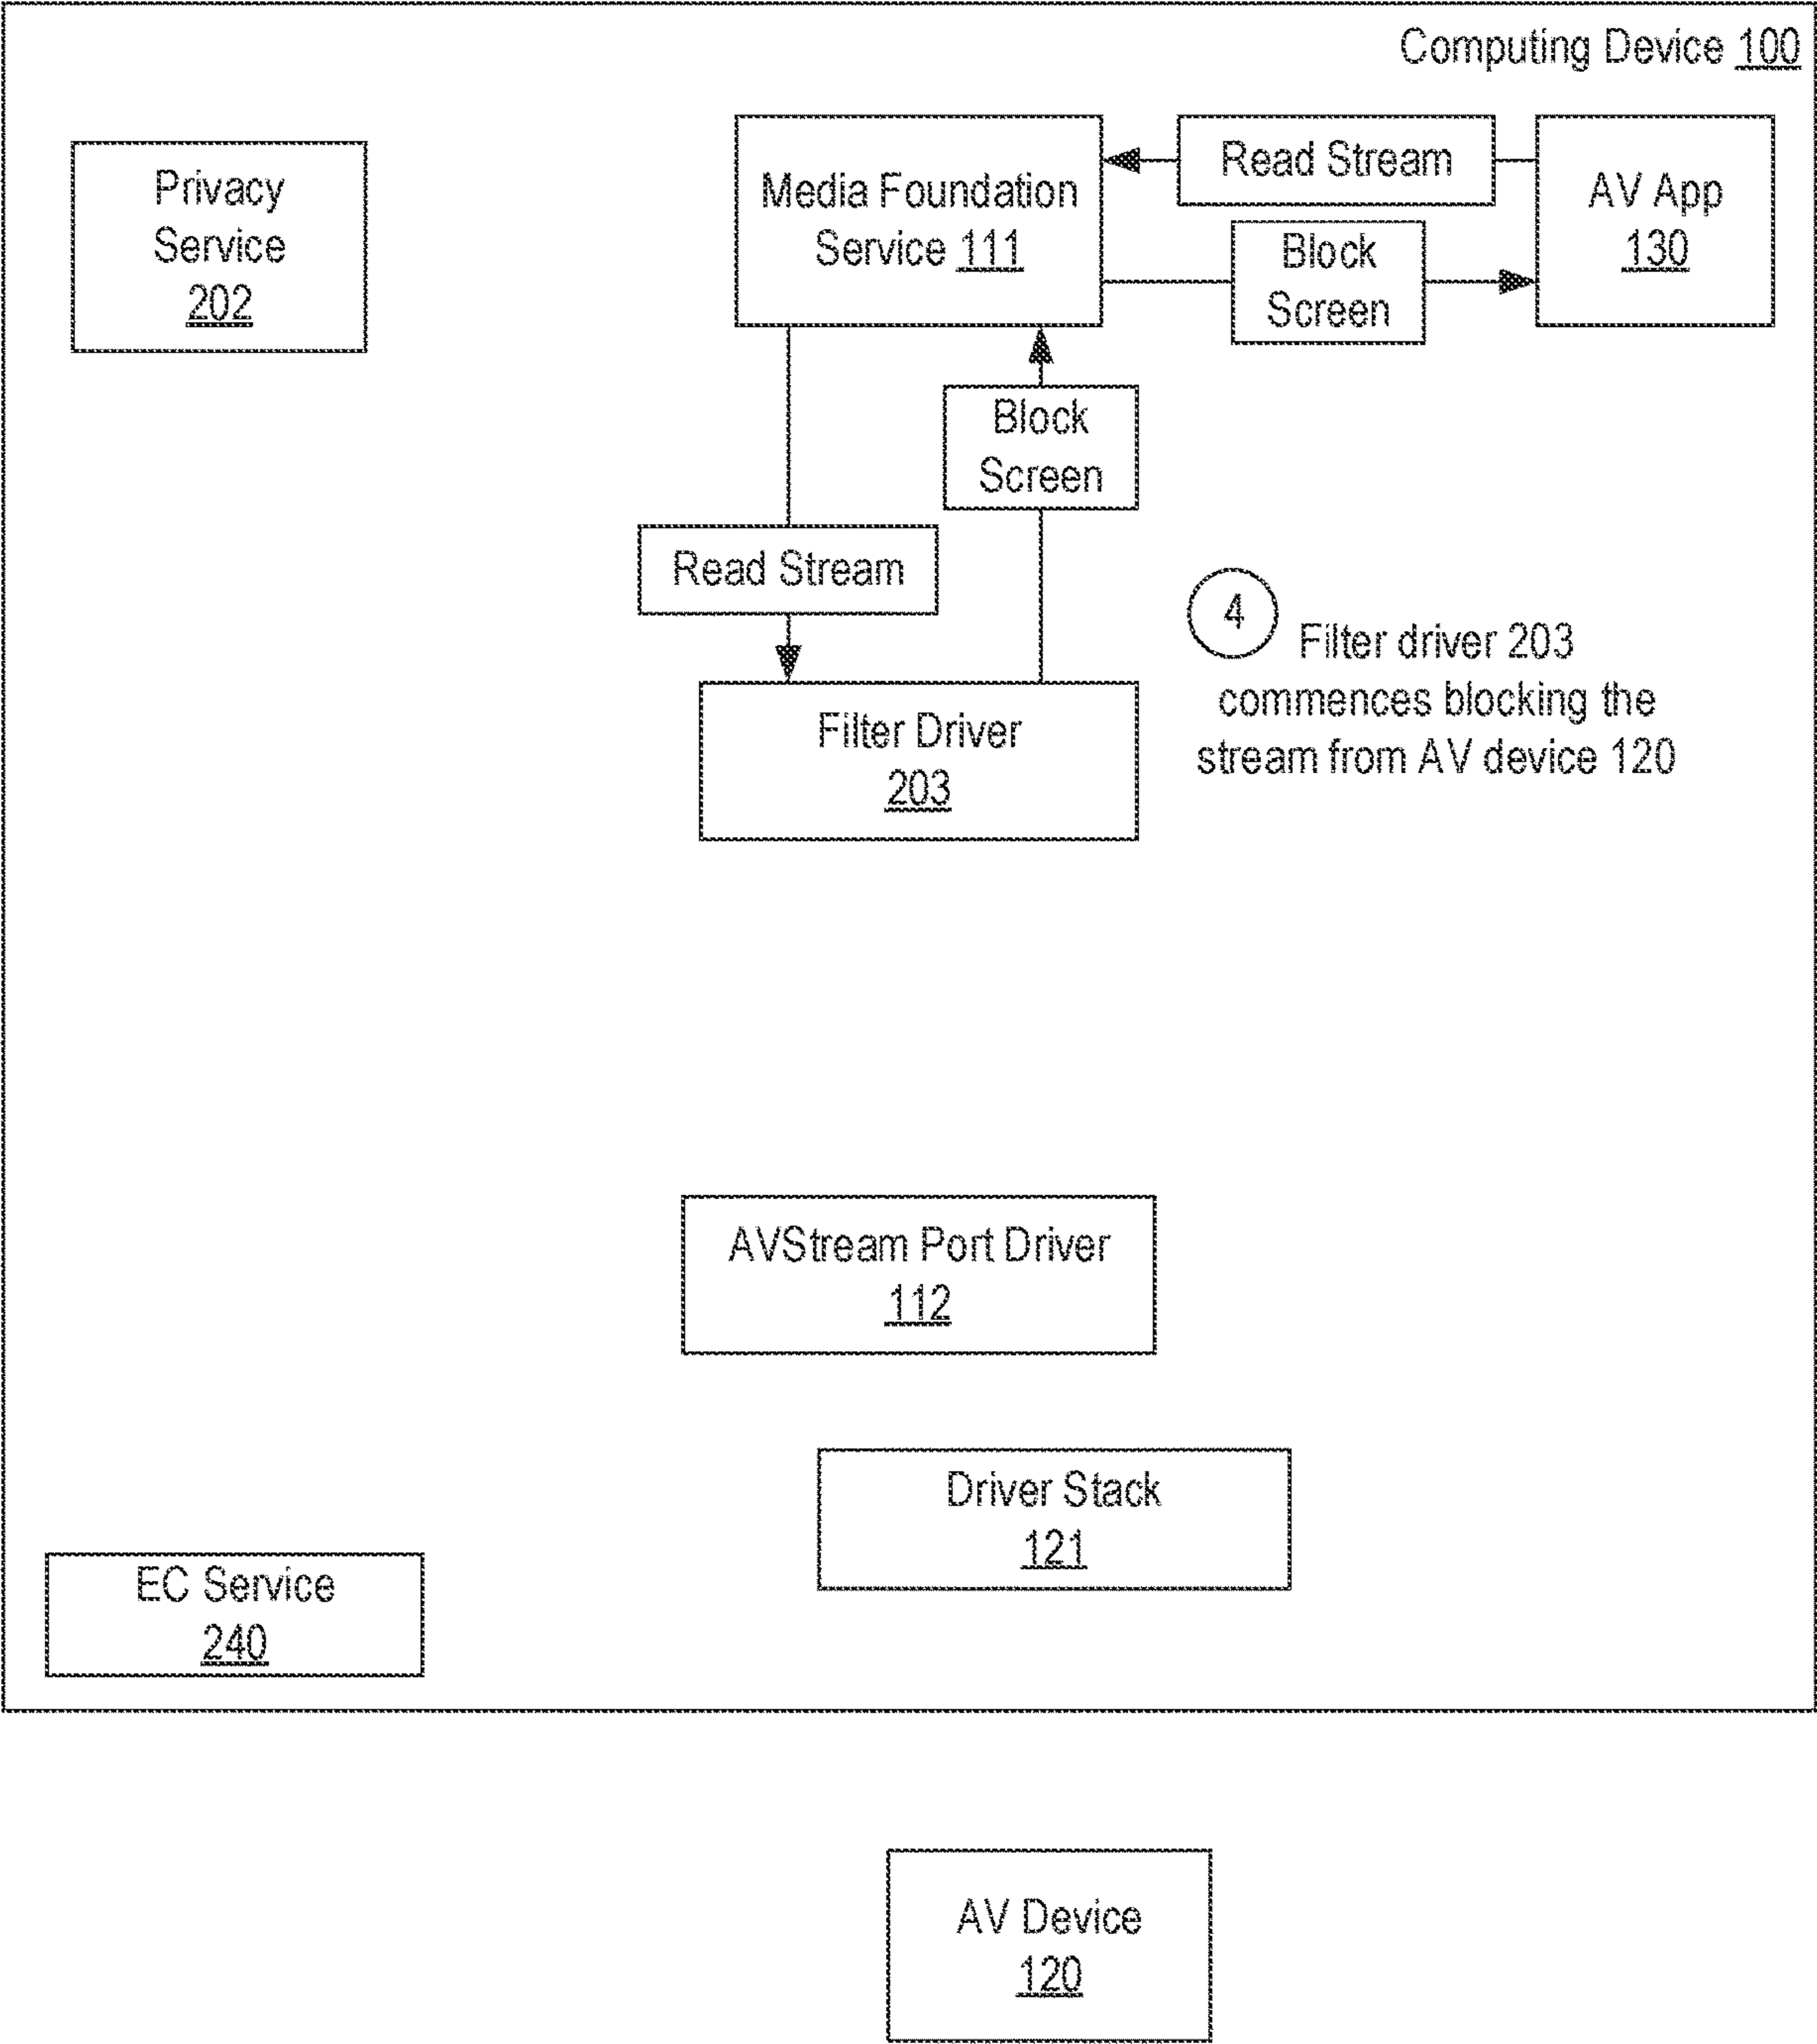 Computing Device 100
Privacy
Service
202
Media Foundation
Service 111
Read Stream
Block
Screen
AV App
130
Block
Screen
Read Stream
4
Filter driver 203
commences blocking the
stream from AV device 120
Filter Driver
203
AVStream Port Driver
112
Driver Stack
121
EC Service
240
AV Device
120